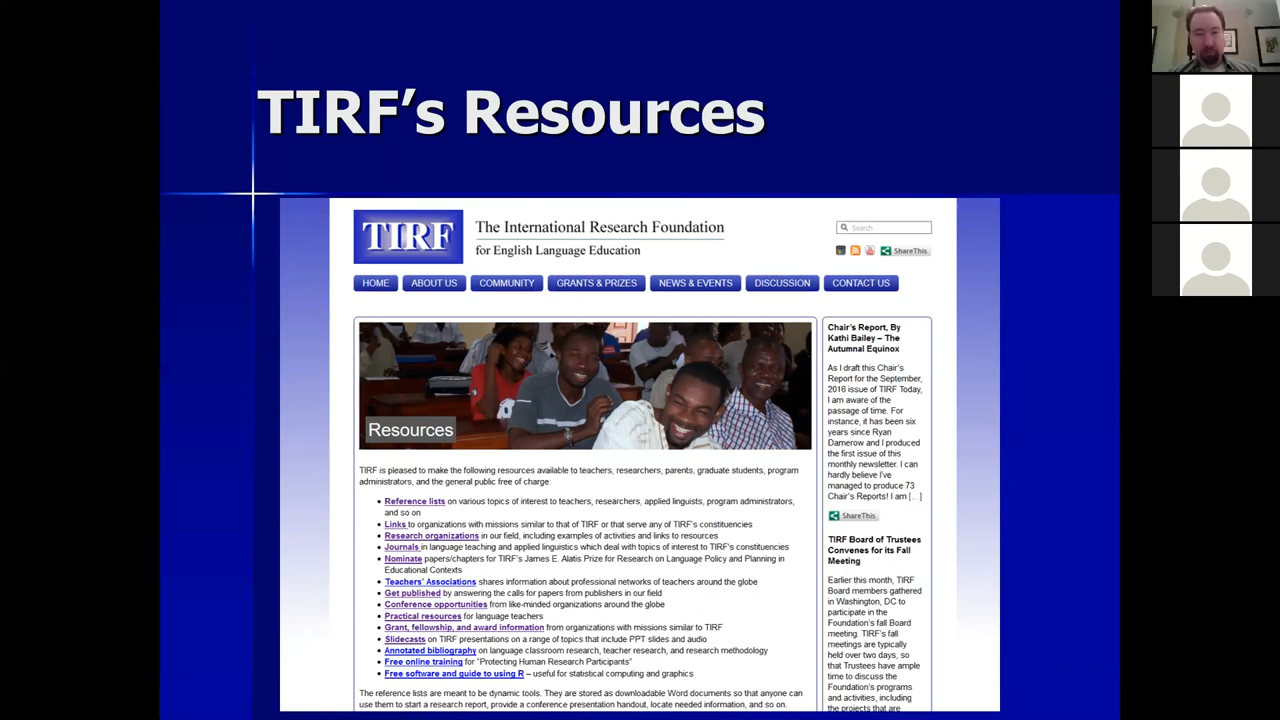 TIRF's Resources
TIRF
The International Research Foundation
for English Language Education
Search
ShareThis
HOME
ABOUT US
COMMUNITY
GRANTS & PRIZES
NEWS & EVENTS
DISCUSSION
CONTACT US
Resources
TIRF is pleased to make the following resources available to teachers, researchers, parents, graduate students, program
administrators, and the general public free of charge:
• Reference lists on various topics of interest to teachers, researchers, applied linguists, program administrators,
and so on
• Links to organizations with missions similar to that of TIRF or that serve any of TIRF's constituencies
• Research organizations in our field, including examples of activities and links to resources
• Journals in language teaching and applied linguistics which deal with topics of interest to TIRF's constituencies
• Nominate papers/chapters for TIRF's James E. Alatis Prize for Research on Language Policy and Planning in
Educational Contexts
• Teachers' Associations shares information about professional networks of teachers around the globe
• Get published by answering the calls for papers from publishers in our field
• Conference opportunities from like-minded organizations around the globe
• Practical resources for language teachers
• Grant, fellowship, and award information from organizations with missions similar to TIRF
• Slidecasts on TIRF presentations on a range of topics that include PPT slides and audio
• Annotated bibliography on language classroom research, teacher research, and research methodology
• Free online training for "Protecting Human Research Participants"
• Free software and guide to using R – useful for statistical computing and graphics
The reference lists are meant to be dynamic tools. They are stored as downloadable Word documents so that anyone can
use them to start a research report, provide a conference presentation handout, locate needed information, and so on.
Chair's Report, By
Kathi Bailey – The
Autumnal Equinox
As I draft this Chair's
Report for the September,
2016 issue of TIRF Today,
I am aware of the
passage of time. For
instance, it has been six
years since Ryan
Damerow and I produced
the first issue of this
monthly newsletter. I can
hardly believe I've
managed to produce 73
Chair's Reports! I am [...]
ShareThis
TIRF Board of Trustees
Convenes for its Fall
Meeting
Earlier this month, TIRF
Board members gathered
in Washington, DC to
participate in the
Foundation's fall Board
meeting. TIRF's fall
meetings are typically
held over two days, so
that Trustees have ample
time to discuss the
Foundation's programs
and activities, including
the projects that are